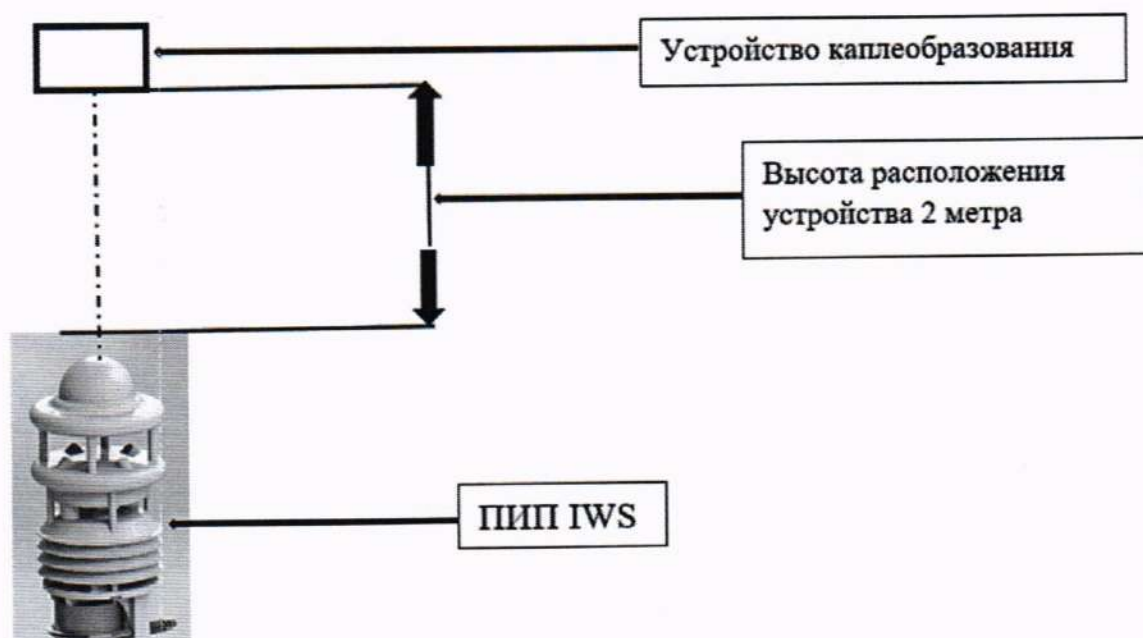 Устройство каплеобразования
Высота расположения
устройства 2 метра
ПИП IWS